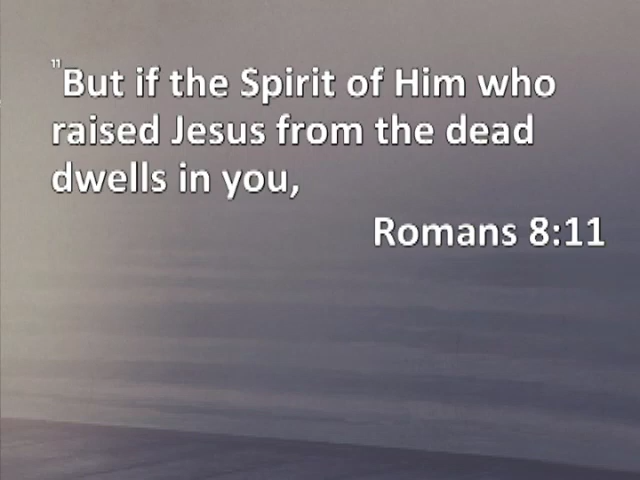 11But if the Spirit of Him who
raised Jesus from the dead
dwells in you,
Romans 8:11